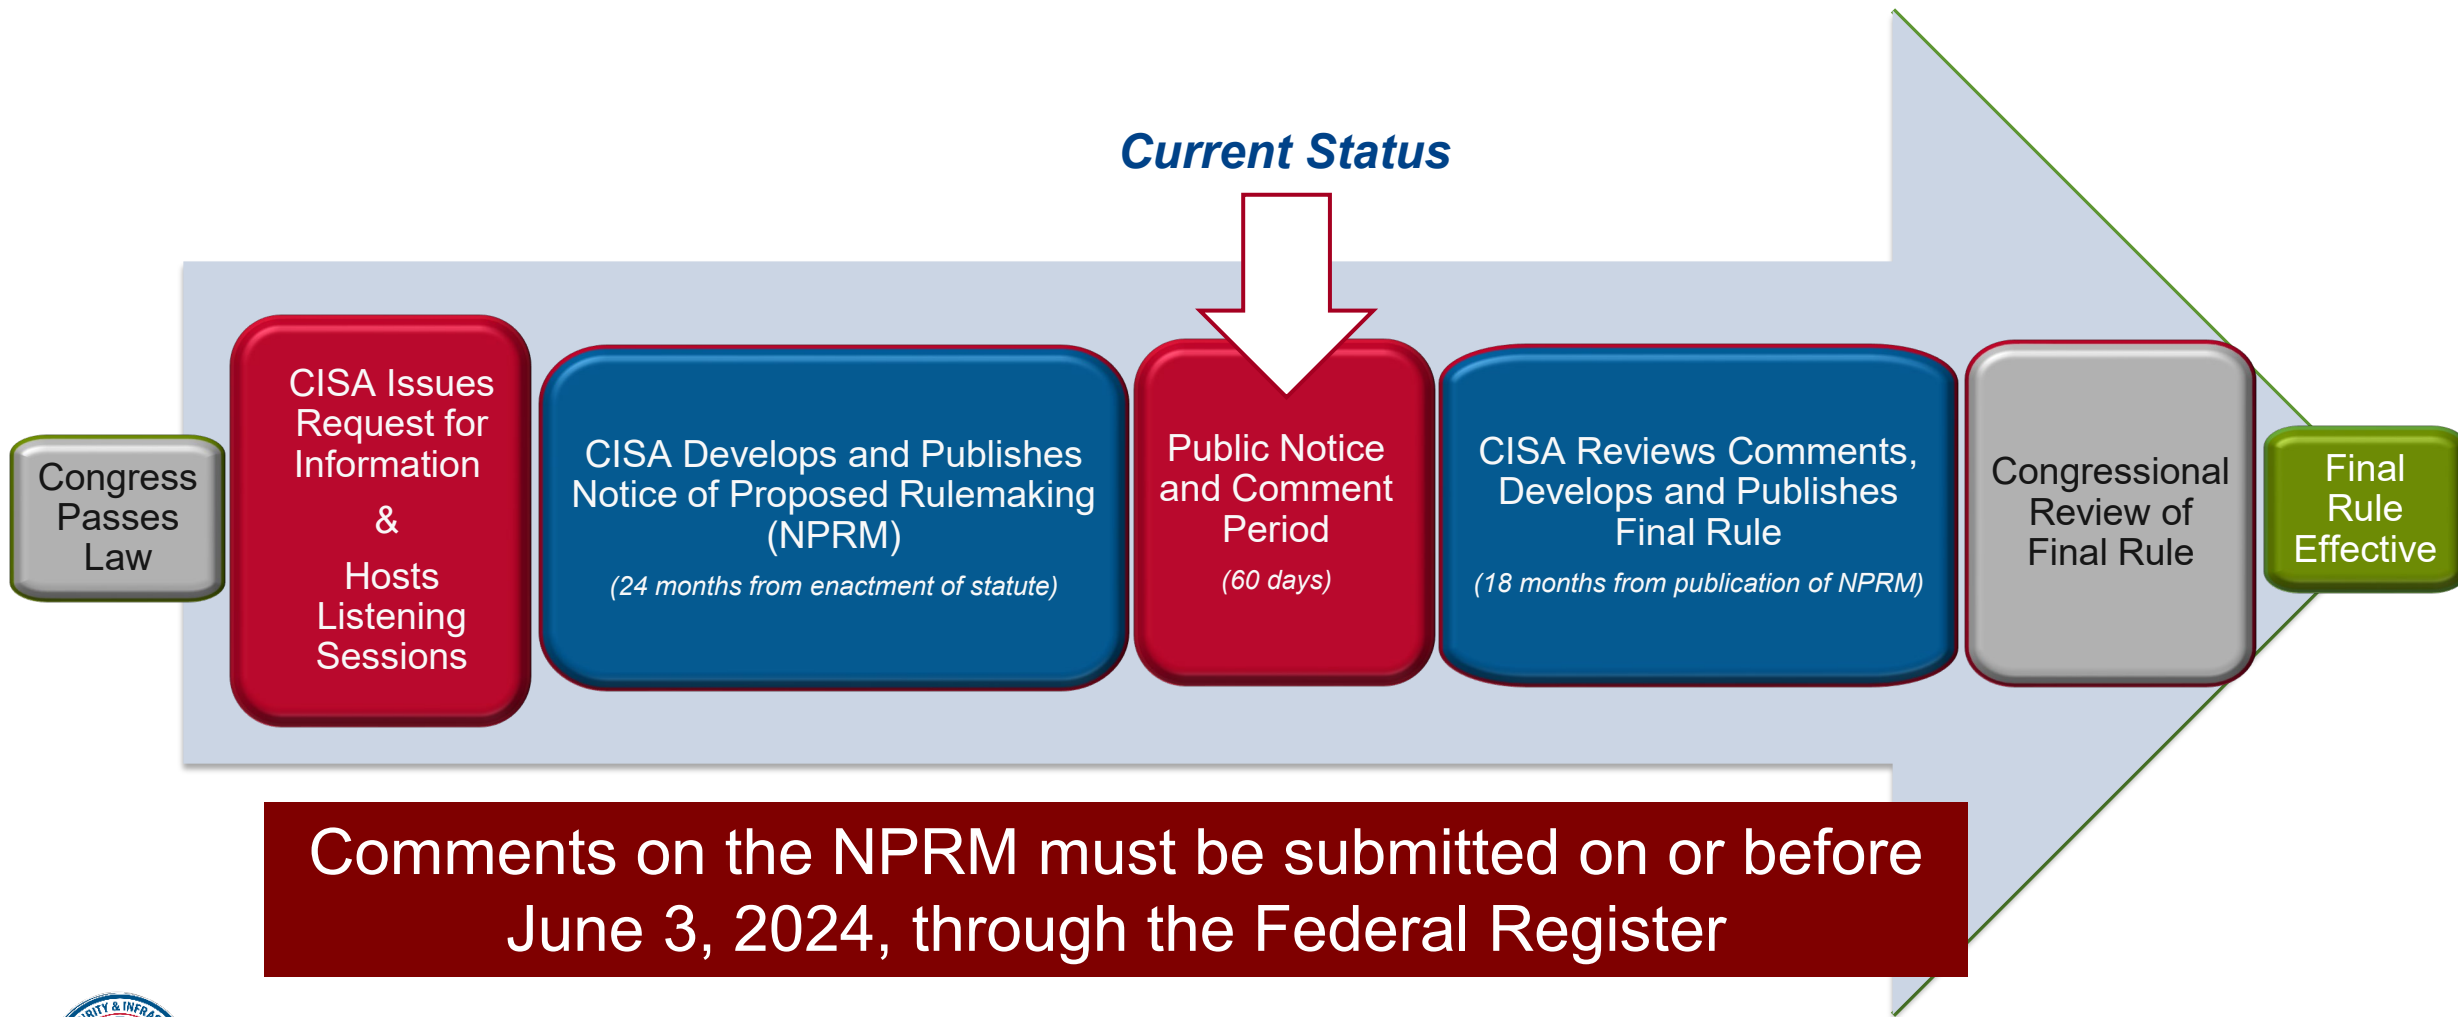 Current Status
Congress
Passes
Law
CISA Issues
Request for
Information
&
Hosts
Listening
Sessions
CISA Develops and Publishes
Notice of Proposed Rulemaking
(NPRM)
(24 months from enactment of statute)
Public Notice
and Comment
Period
(60 days)
CISA Reviews Comments,
Develops and Publishes
Final Rule
(18 months from publication of NPRM)
Congressional
Review of
Final Rule
Final
Rule
Effective
Comments on the NPRM must be submitted on or before
June 3, 2024, through the Federal Register